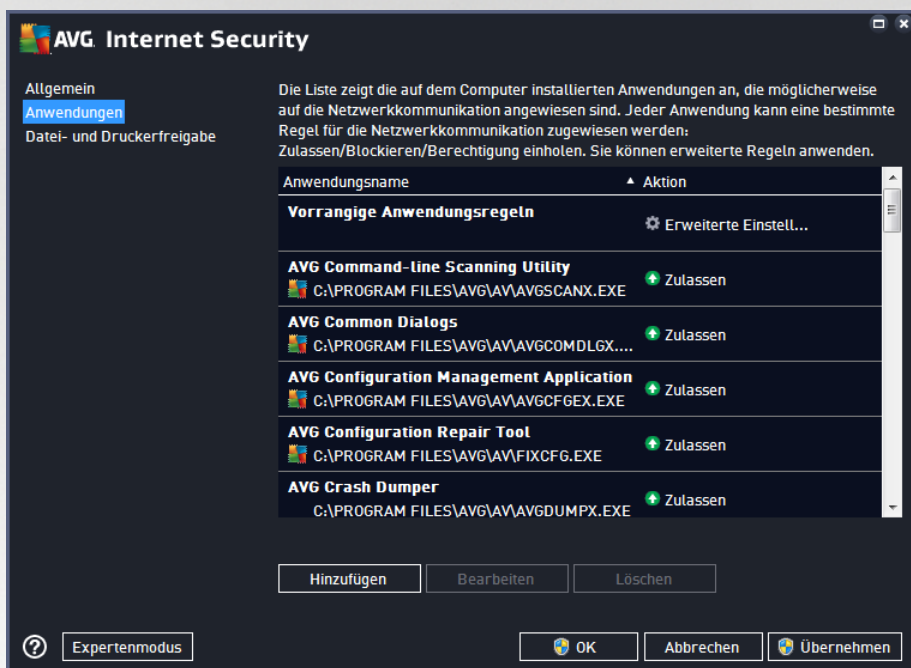 AVG Internet Security
Allgemein
Anwendungen
Datei- und Druckerfreigabe
Die Liste zeigt die auf dem Computer installierten Anwendungen an, die möglicherweise
auf die Netzwerkkommunikation angewiesen sind. Jeder Anwendung kann eine bestimmte
Regel für die Netzwerkkommunikation zugewiesen werden:
Zulassen/Blockieren/Berechtigung einholen. Sie können erweiterte Regeln anwenden.
Anwendungsname Aktion
Vorrangige Anwendungsregeln
Erweiterte Einstell...
AVG Command-line Scanning Utility
C:\PROGRAM FILES\AVG\AV\AVGSCANX.EXE
Zulassen
AVG Common Dialogs
C:\PROGRAM FILES\AVG\AV\AVGCOMDLGX....
Zulassen
AVG Configuration Management Application
C:\PROGRAM FILES\AVG\AV\AVGCFGEX.EXE
Zulassen
AVG Configuration Repair Tool
C:\PROGRAM FILES\AVG\AV\FIXCFG.EXE
Zulassen
AVG Crash Dumper
C:\PROGRAM FILES\AVG\AV\AVGDUMPX.EXE
Zulassen
Hinzufügen Bearbeiten Löschen
? Expertenmodus OK Abbrechen Übernehmen